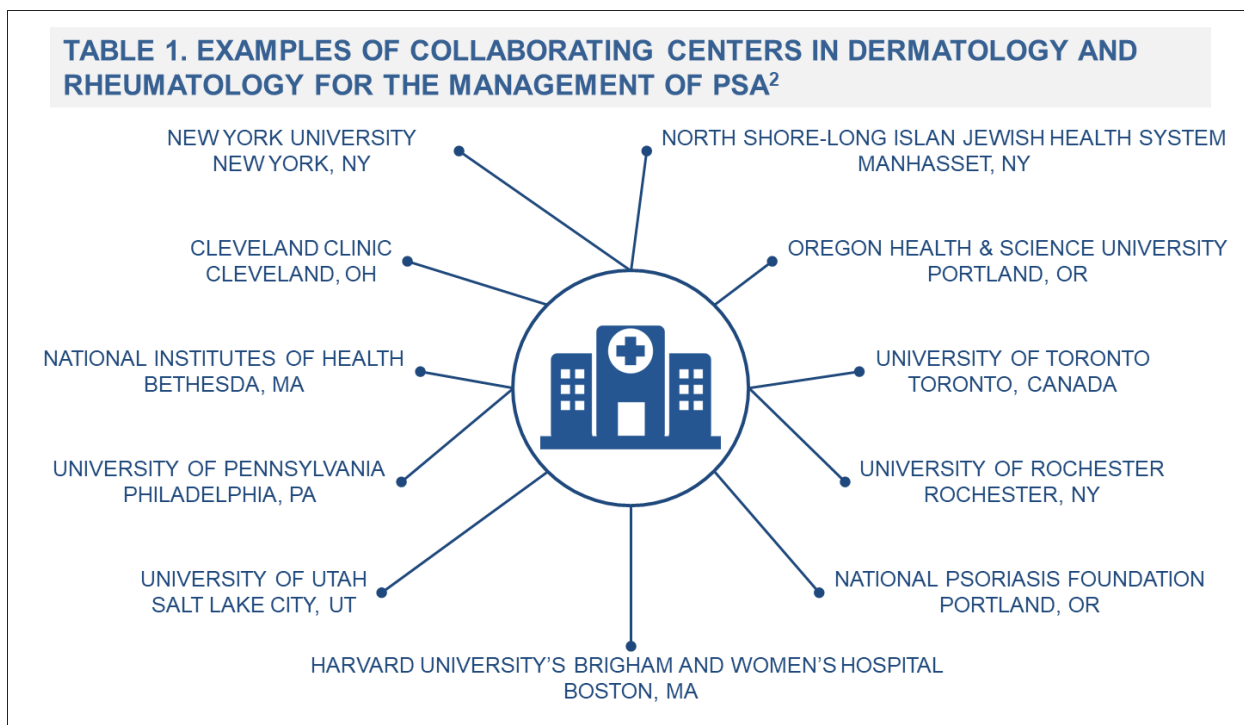 TABLE 1. EXAMPLES OF COLLABORATING CENTERS IN DERMATOLOGY AND
RHEUMATOLOGY FOR THE MANAGEMENT OF PSA²
NEW YORK UNIVERSITY
NEW YORK, NY
NORTH SHORE-LONG ISLAN JEWISH HEALTH SYSTEM
MANHASSET, NY
CLEVELAND CLINIC
CLEVELAND, OH
OREGON HEALTH & SCIENCE UNIVERSITY
PORTLAND, OR
NATIONAL INSTITUTES OF HEALTH
BETHESDA, MA
UNIVERSITY OF TORONTO
TORONTO, CANADA
UNIVERSITY OF PENNSYLVANIA
PHILADELPHIA, PA
UNIVERSITY OF ROCHESTER
ROCHESTER, NY
UNIVERSITY OF UTAH
SALT LAKE CITY, UT
NATIONAL PSORIASIS FOUNDATION
PORTLAND, OR
HARVARD UNIVERSITY’S BRIGHAM AND WOMEN’S HOSPITAL
BOSTON, MA